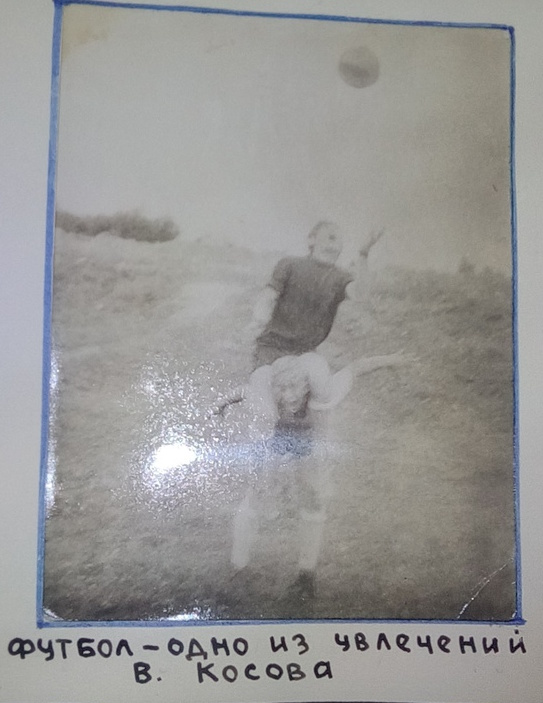 ФУТБОЛ – ОДНО ИЗ УВЛЕЧЕНИЙ
В. КОСОВА